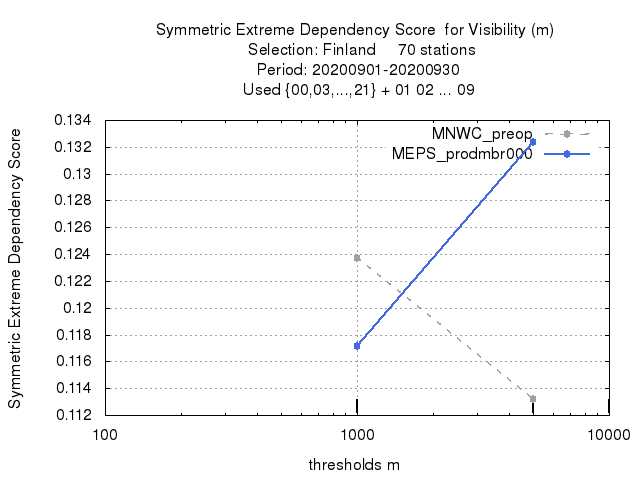 Symmetric Extreme Dependency Score  for Visibility (m)
Selection: Finland     70 stations
Period: 20200901-20200930
Used {00,03,...,21} + 01 02 ... 09
Symmetric Extreme Dependency Score
0.134
0.132
0.13
0.128
0.126
0.124
0.122
0.12
0.118
0.116
0.114
0.112
MNWC_preop
MEPS_prodmbr000
100
1000
10000
thresholds m